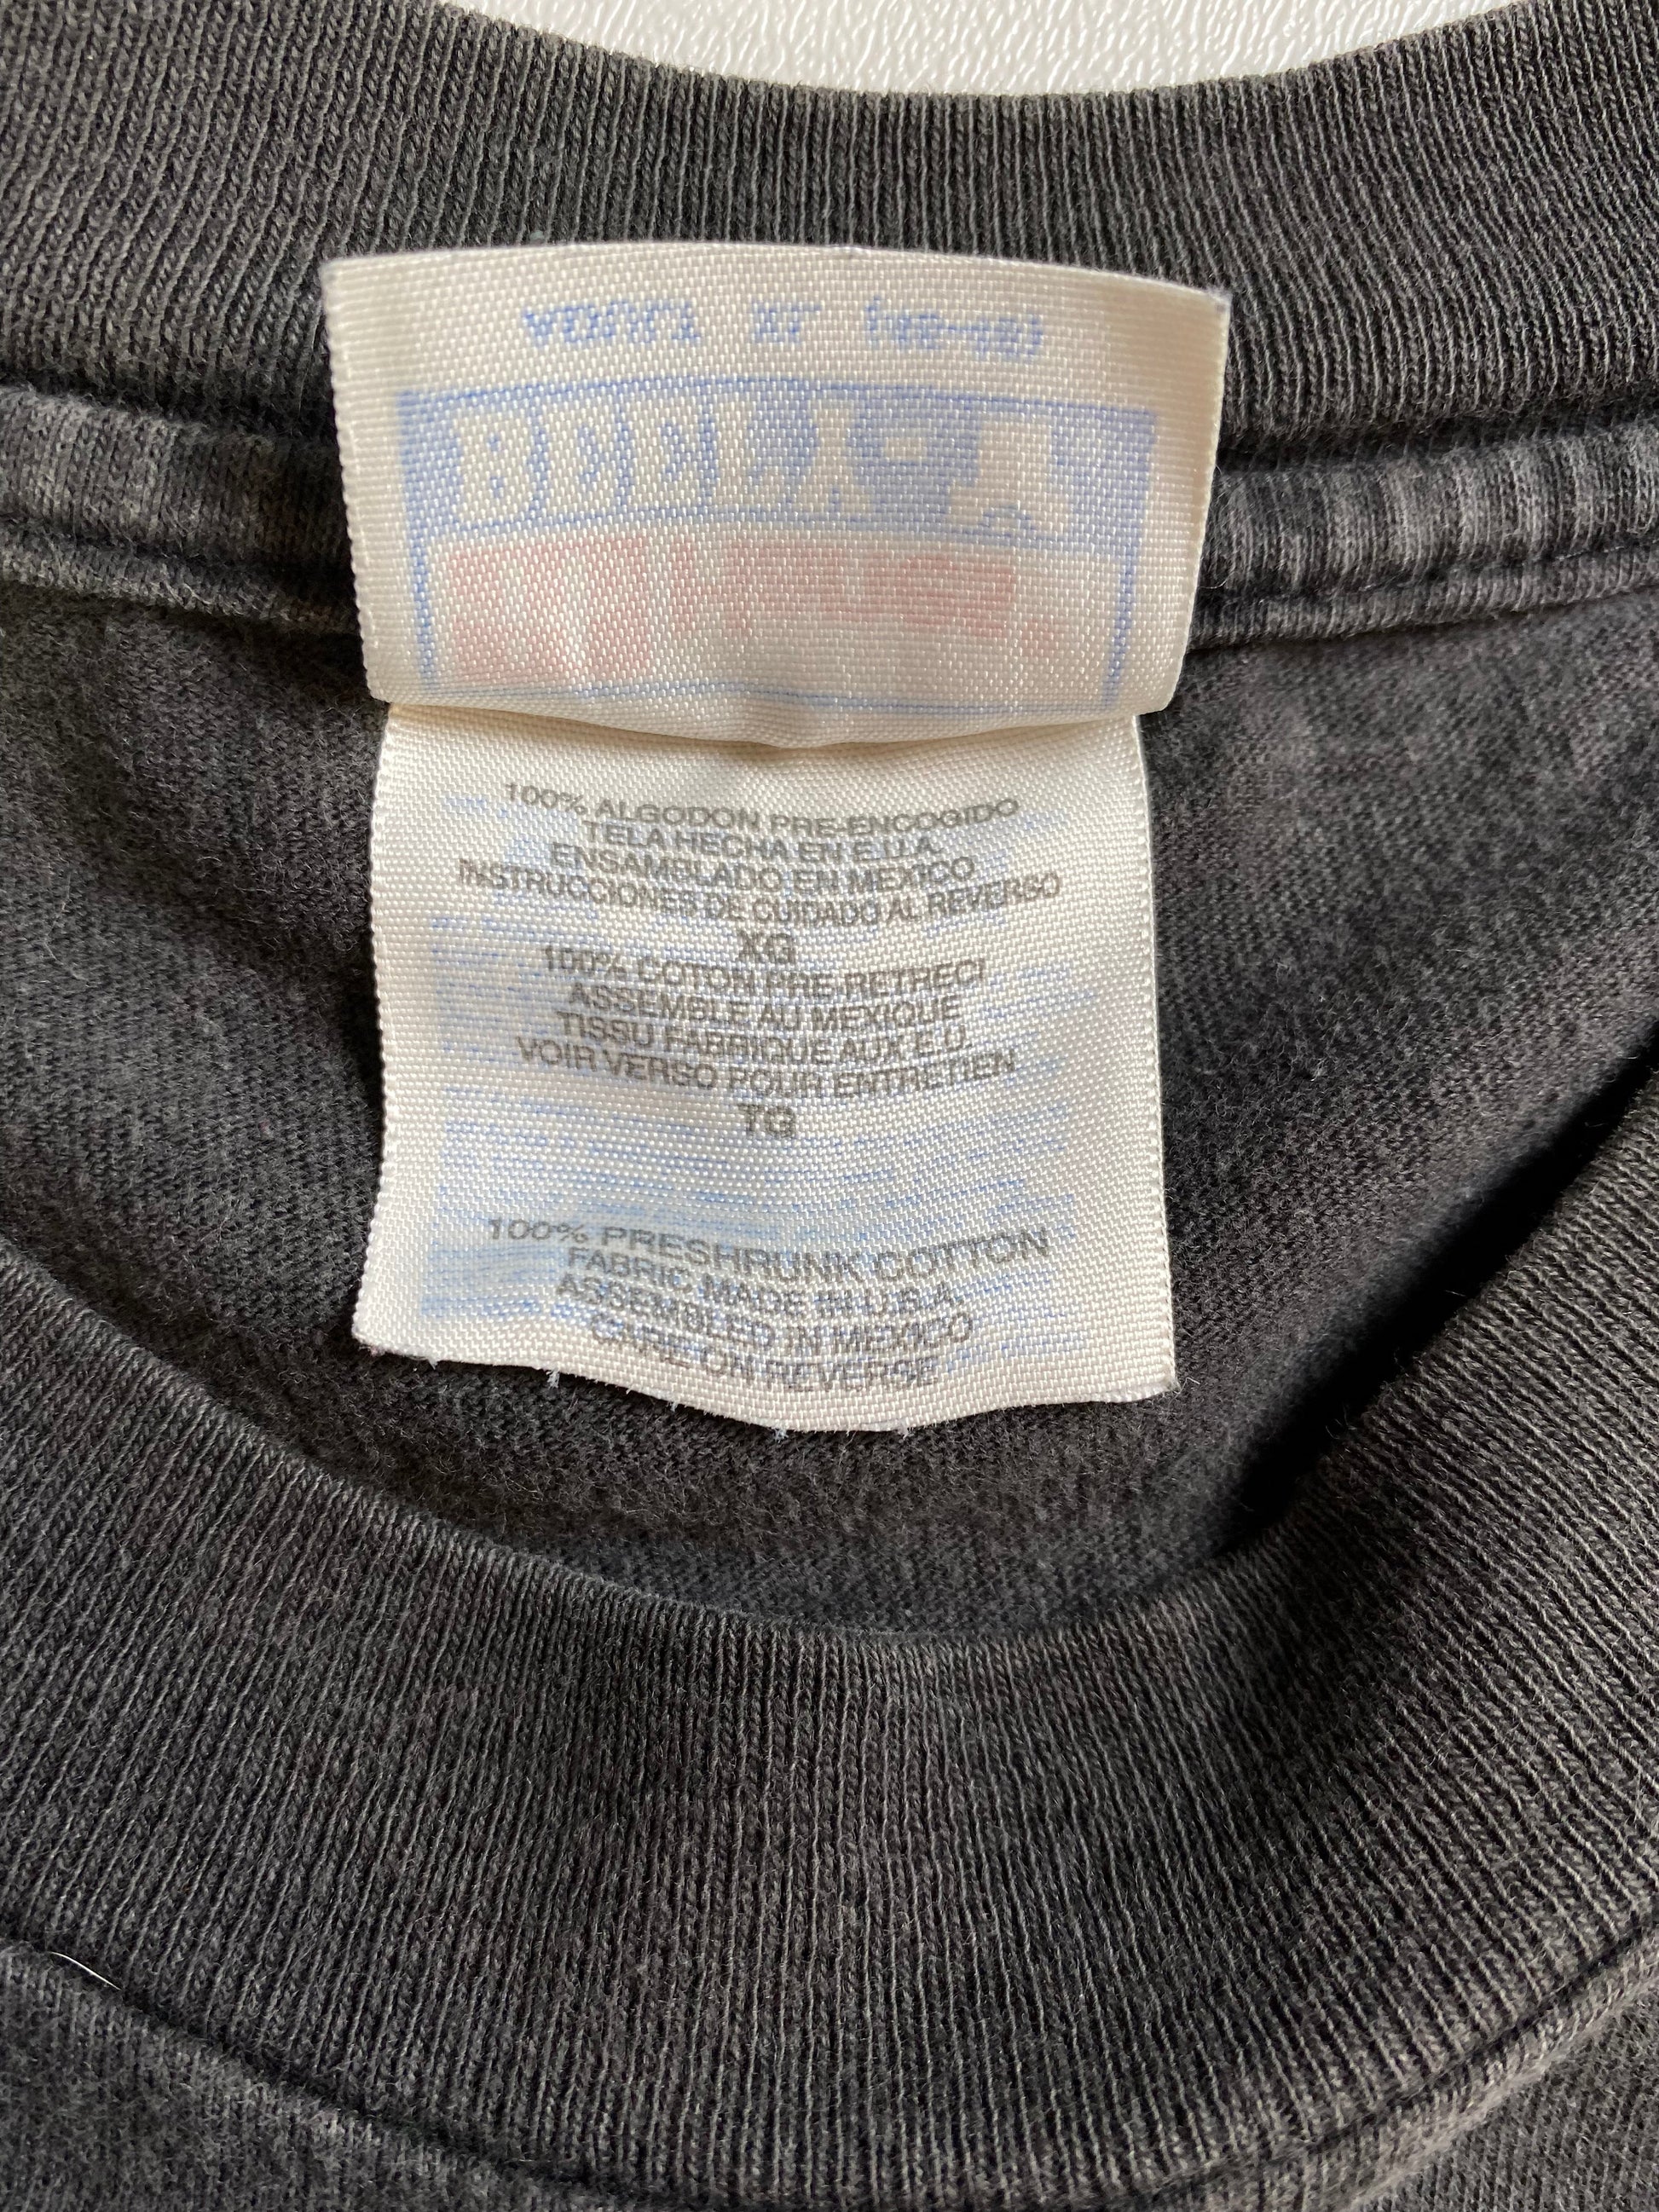 100% ALGODON PRE-ENCOGIDO
TELA HECHA EN E.U.A.
ENSAMBLADO EN MEXICO
INSTRUCCIONES DE CUIDADO AL REVERSO
XG
100% COTON PRE-RETRECI
ASSEMBLE AU MEXIQUE
TISSU FABRIQUE AUX E.U.
VOIR VERSO POUR ENTRETIEN
TG
100% PRESHRUNK COTTON
FABRIC MADE IN U.S.A.
ASSEMBLED IN MEXICO
CARE ON REVERSE